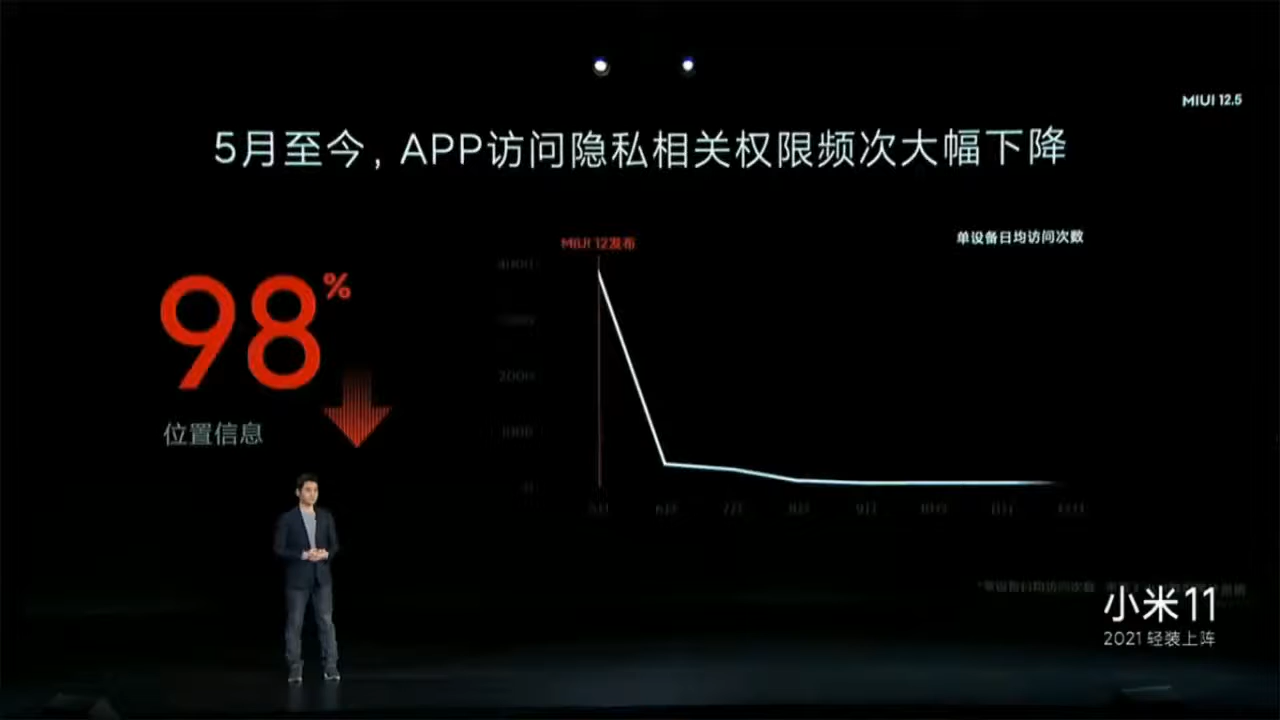 MIUI 12.5
5月至今，APP访问隐私相关权限频次大幅下降
单设备日均访问次数
MIUI 12发布
98%
位置信息
4000
2000
1000
5月
6月
7月
8月
9月
10月
11月
12月
小米11
2021 轻装上阵